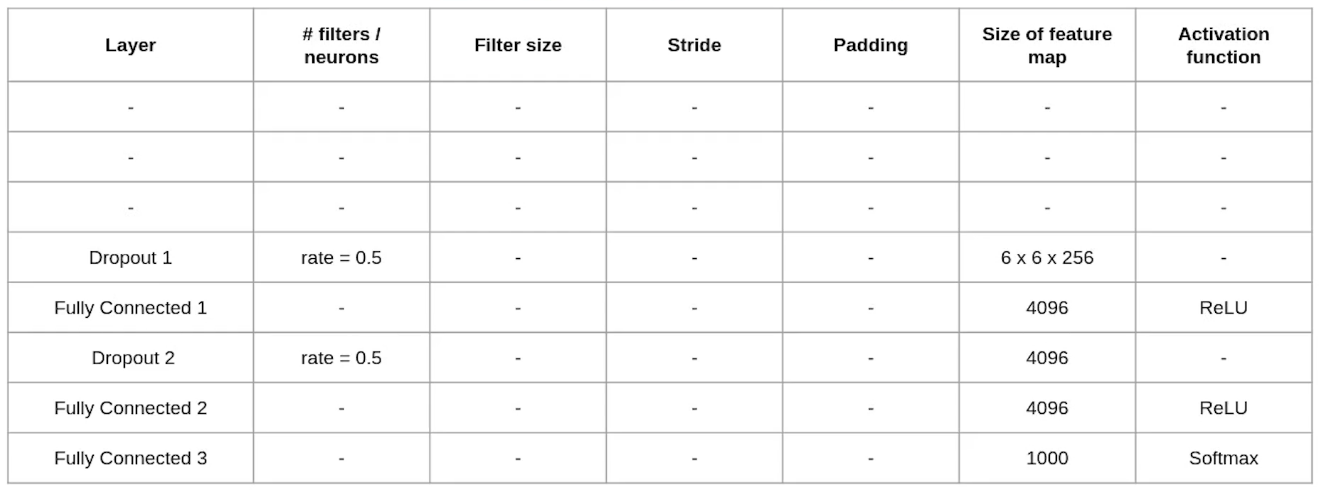 Layer | # filters / neurons | Filter size | Stride | Padding | Size of feature map | Activation function
- | - | - | - | - | - | -
- | - | - | - | - | - | -
- | - | - | - | - | - | -
Dropout 1 | rate = 0.5 | - | - | - | 6 x 6 x 256 | -
Fully Connected 1 | - | - | - | - | 4096 | ReLU
Dropout 2 | rate = 0.5 | - | - | - | 4096 | -
Fully Connected 2 | - | - | - | - | 4096 | ReLU
Fully Connected 3 | - | - | - | - | 1000 | Softmax